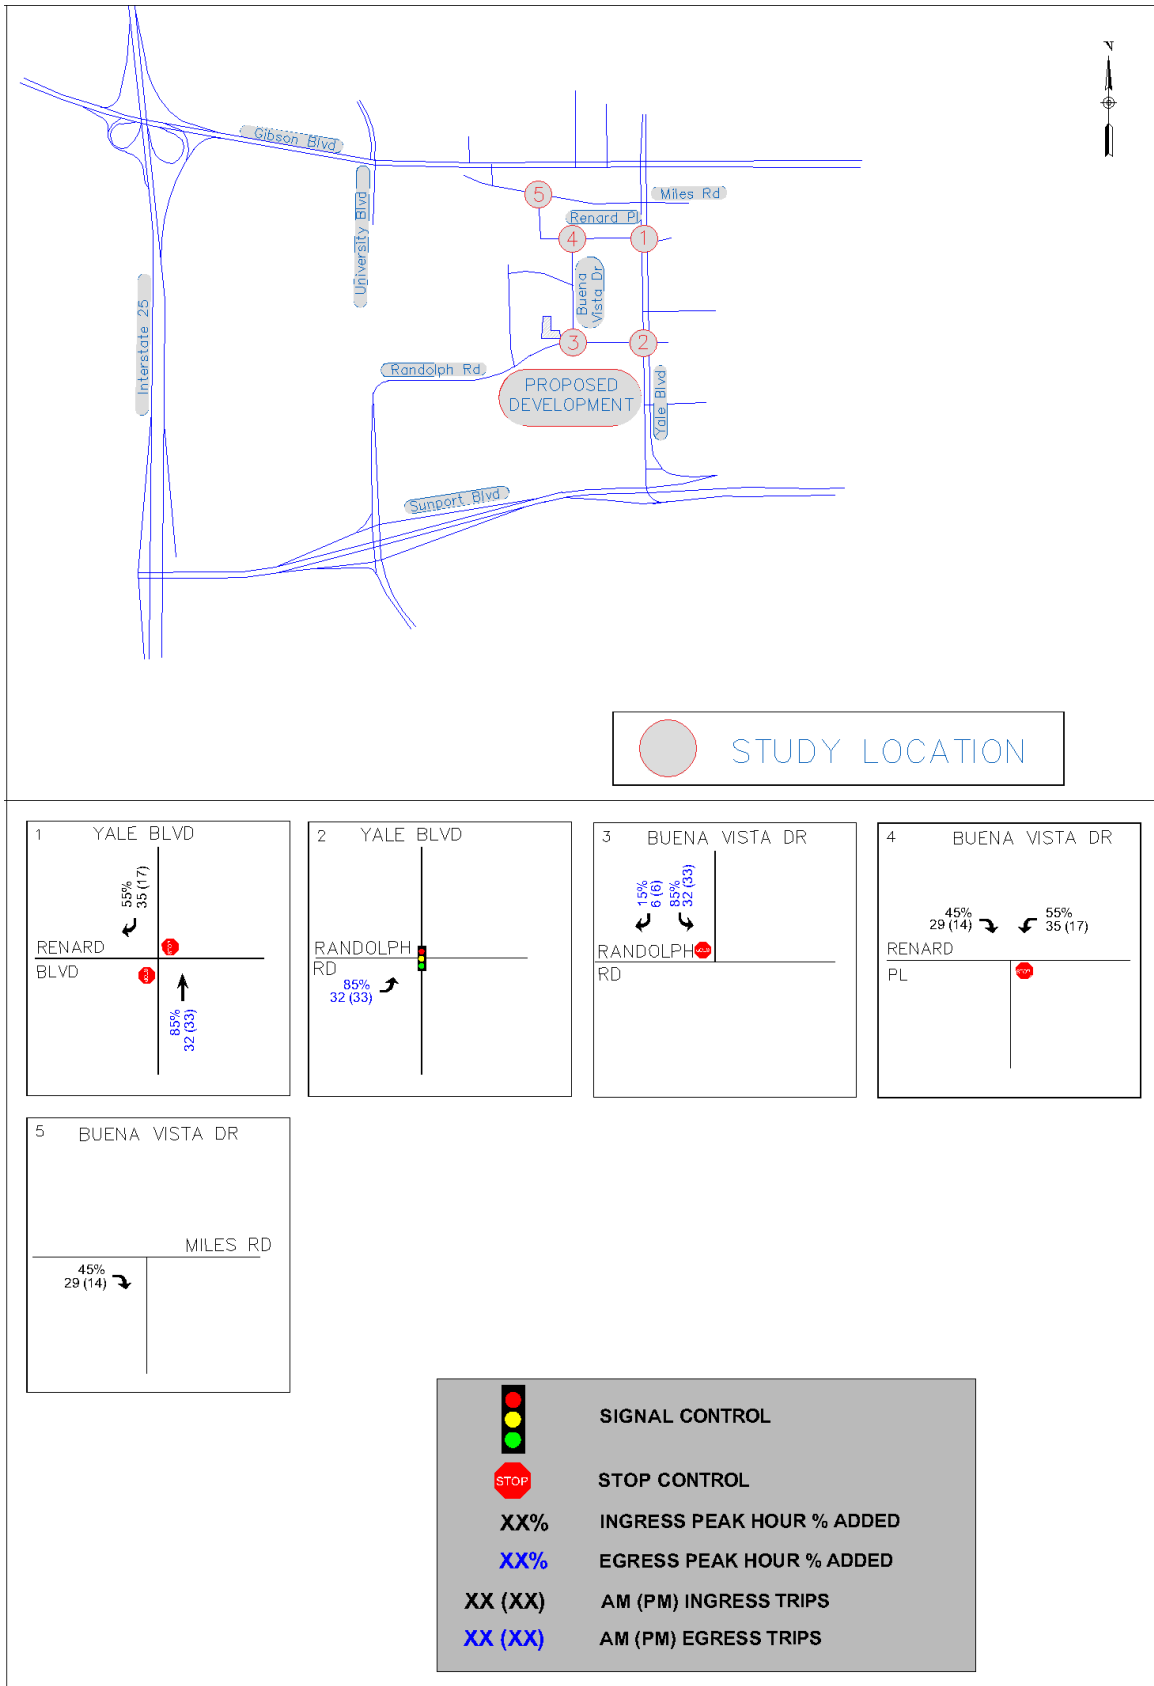 N
Gibson Blvd
University Blvd
Interstate 25
5
Miles Rd
Renard Pl
4
1
Buena
Vista Dr
3
2
Randolph Rd
PROPOSED
DEVELOPMENT
Yale Blvd
Sunport Blvd
STUDY LOCATION
1
YALE BLVD
55%
35 (17)
RENARD
BLVD
85%
32 (33)
2
YALE BLVD
RANDOLPH
RD
85%
32 (33)
3
BUENA VISTA DR
15%
6 (6)
85%
32 (33)
RANDOLPH
RD
4
BUENA VISTA DR
45%
29 (14)
55%
35 (17)
RENARD
PL
STOP
5
BUENA VISTA DR
MILES RD
45%
29 (14)
SIGNAL CONTROL
STOP
STOP CONTROL
XX%
INGRESS PEAK HOUR % ADDED
XX%
EGRESS PEAK HOUR % ADDED
XX (XX)
AM (PM) INGRESS TRIPS
XX (XX)
AM (PM) EGRESS TRIPS